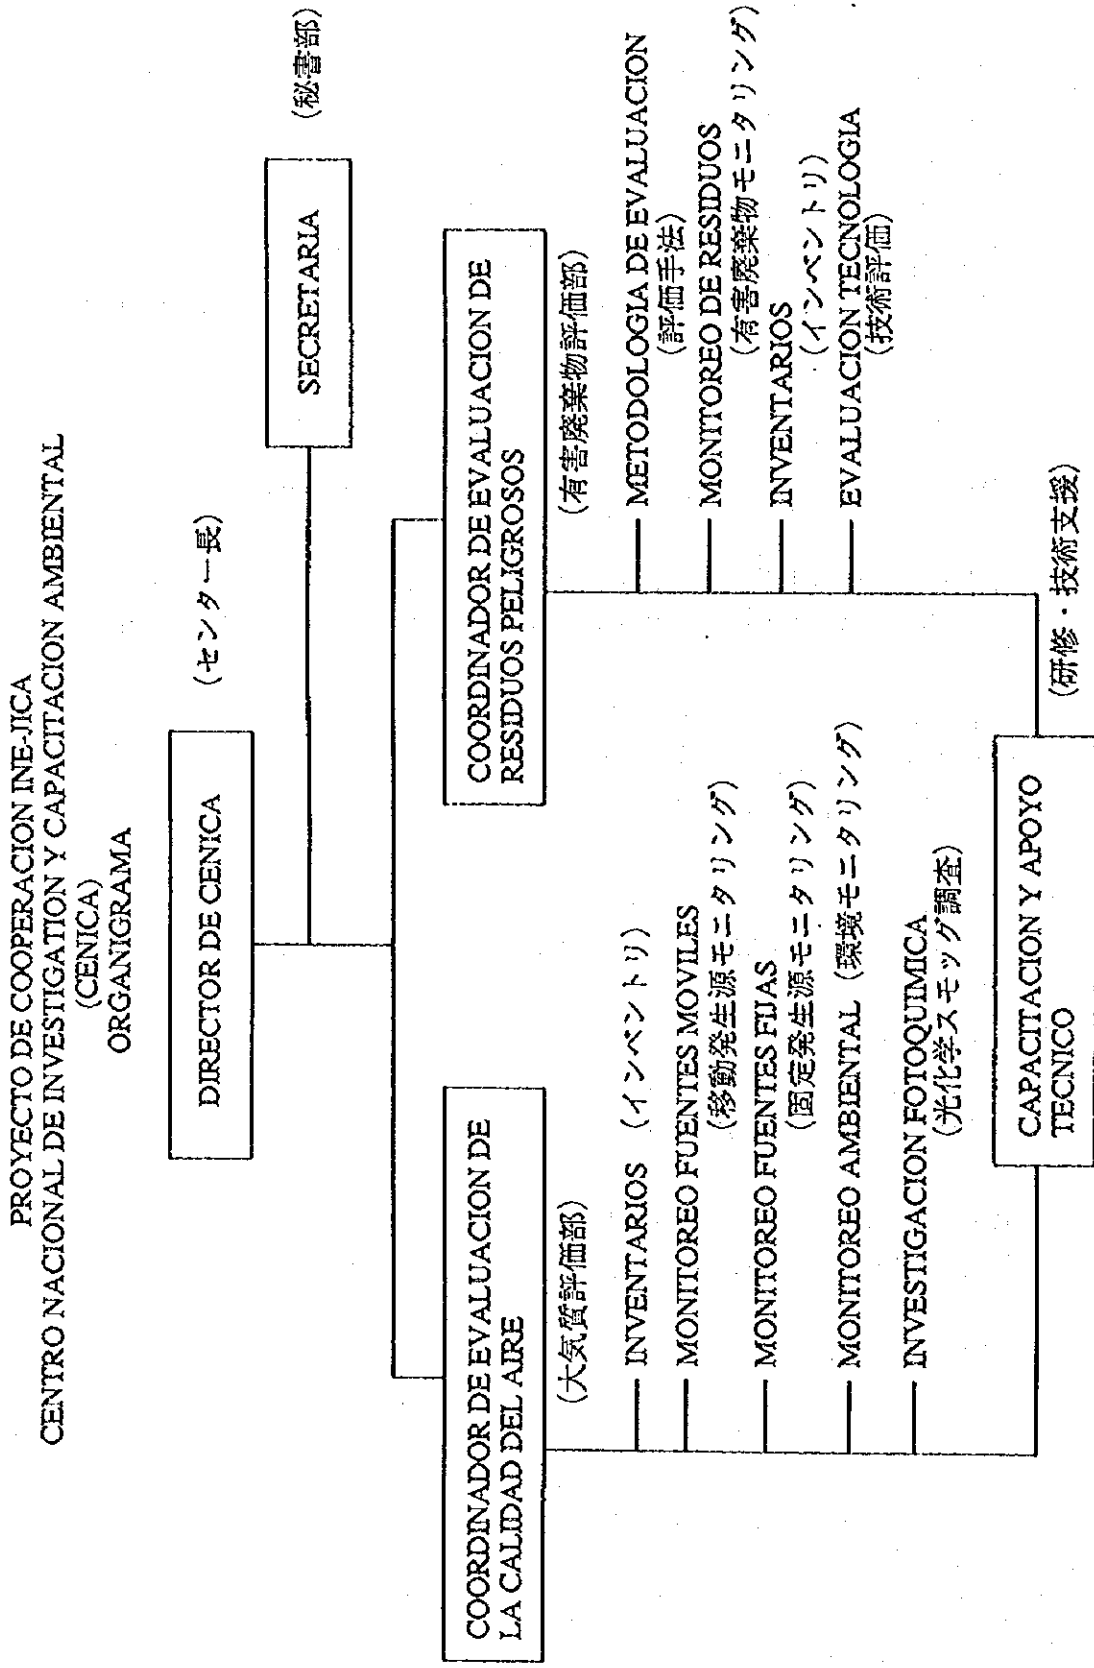 PROYECTO DE COOPERACION INE-JICA
CENTRO NACIONAL DE INVESTIGATION Y CAPACITACION AMBIENTAL
(CENICA)
ORGANIGRAMA
DIRECTOR DE CENICA
(センター長)
SECRETARIA
(秘書部)
COORDINADOR DE EVALUACION DE
LA CALIDAD DEL AIRE
(大気質評価部)
INVENTARIOS (インベントリ)
MONITOREO FUENTES MOVILES
(移動発生源モニタリング)
MONITOREO FUENTES FIJAS
(固定発生源モニタリング)
MONITOREO AMBIENTAL (環境モニタリング)
INVESTIGACION FOTOQUIMICA
(光化学スモッグ調査)
COORDINADOR DE EVALUACION DE
RESIDUOS PELIGROSOS
(有害廃棄物評価部)
METODOLOGIA DE EVALUACION
(評価手法)
MONITOREO DE RESIDUOS
(有害廃棄物モニタリング)
INVENTARIOS
(インベントリ)
EVALUACION TECNOLOGIA
(技術評価)
CAPACITACION Y APOYO
TECNICO
(研修・技術支援)